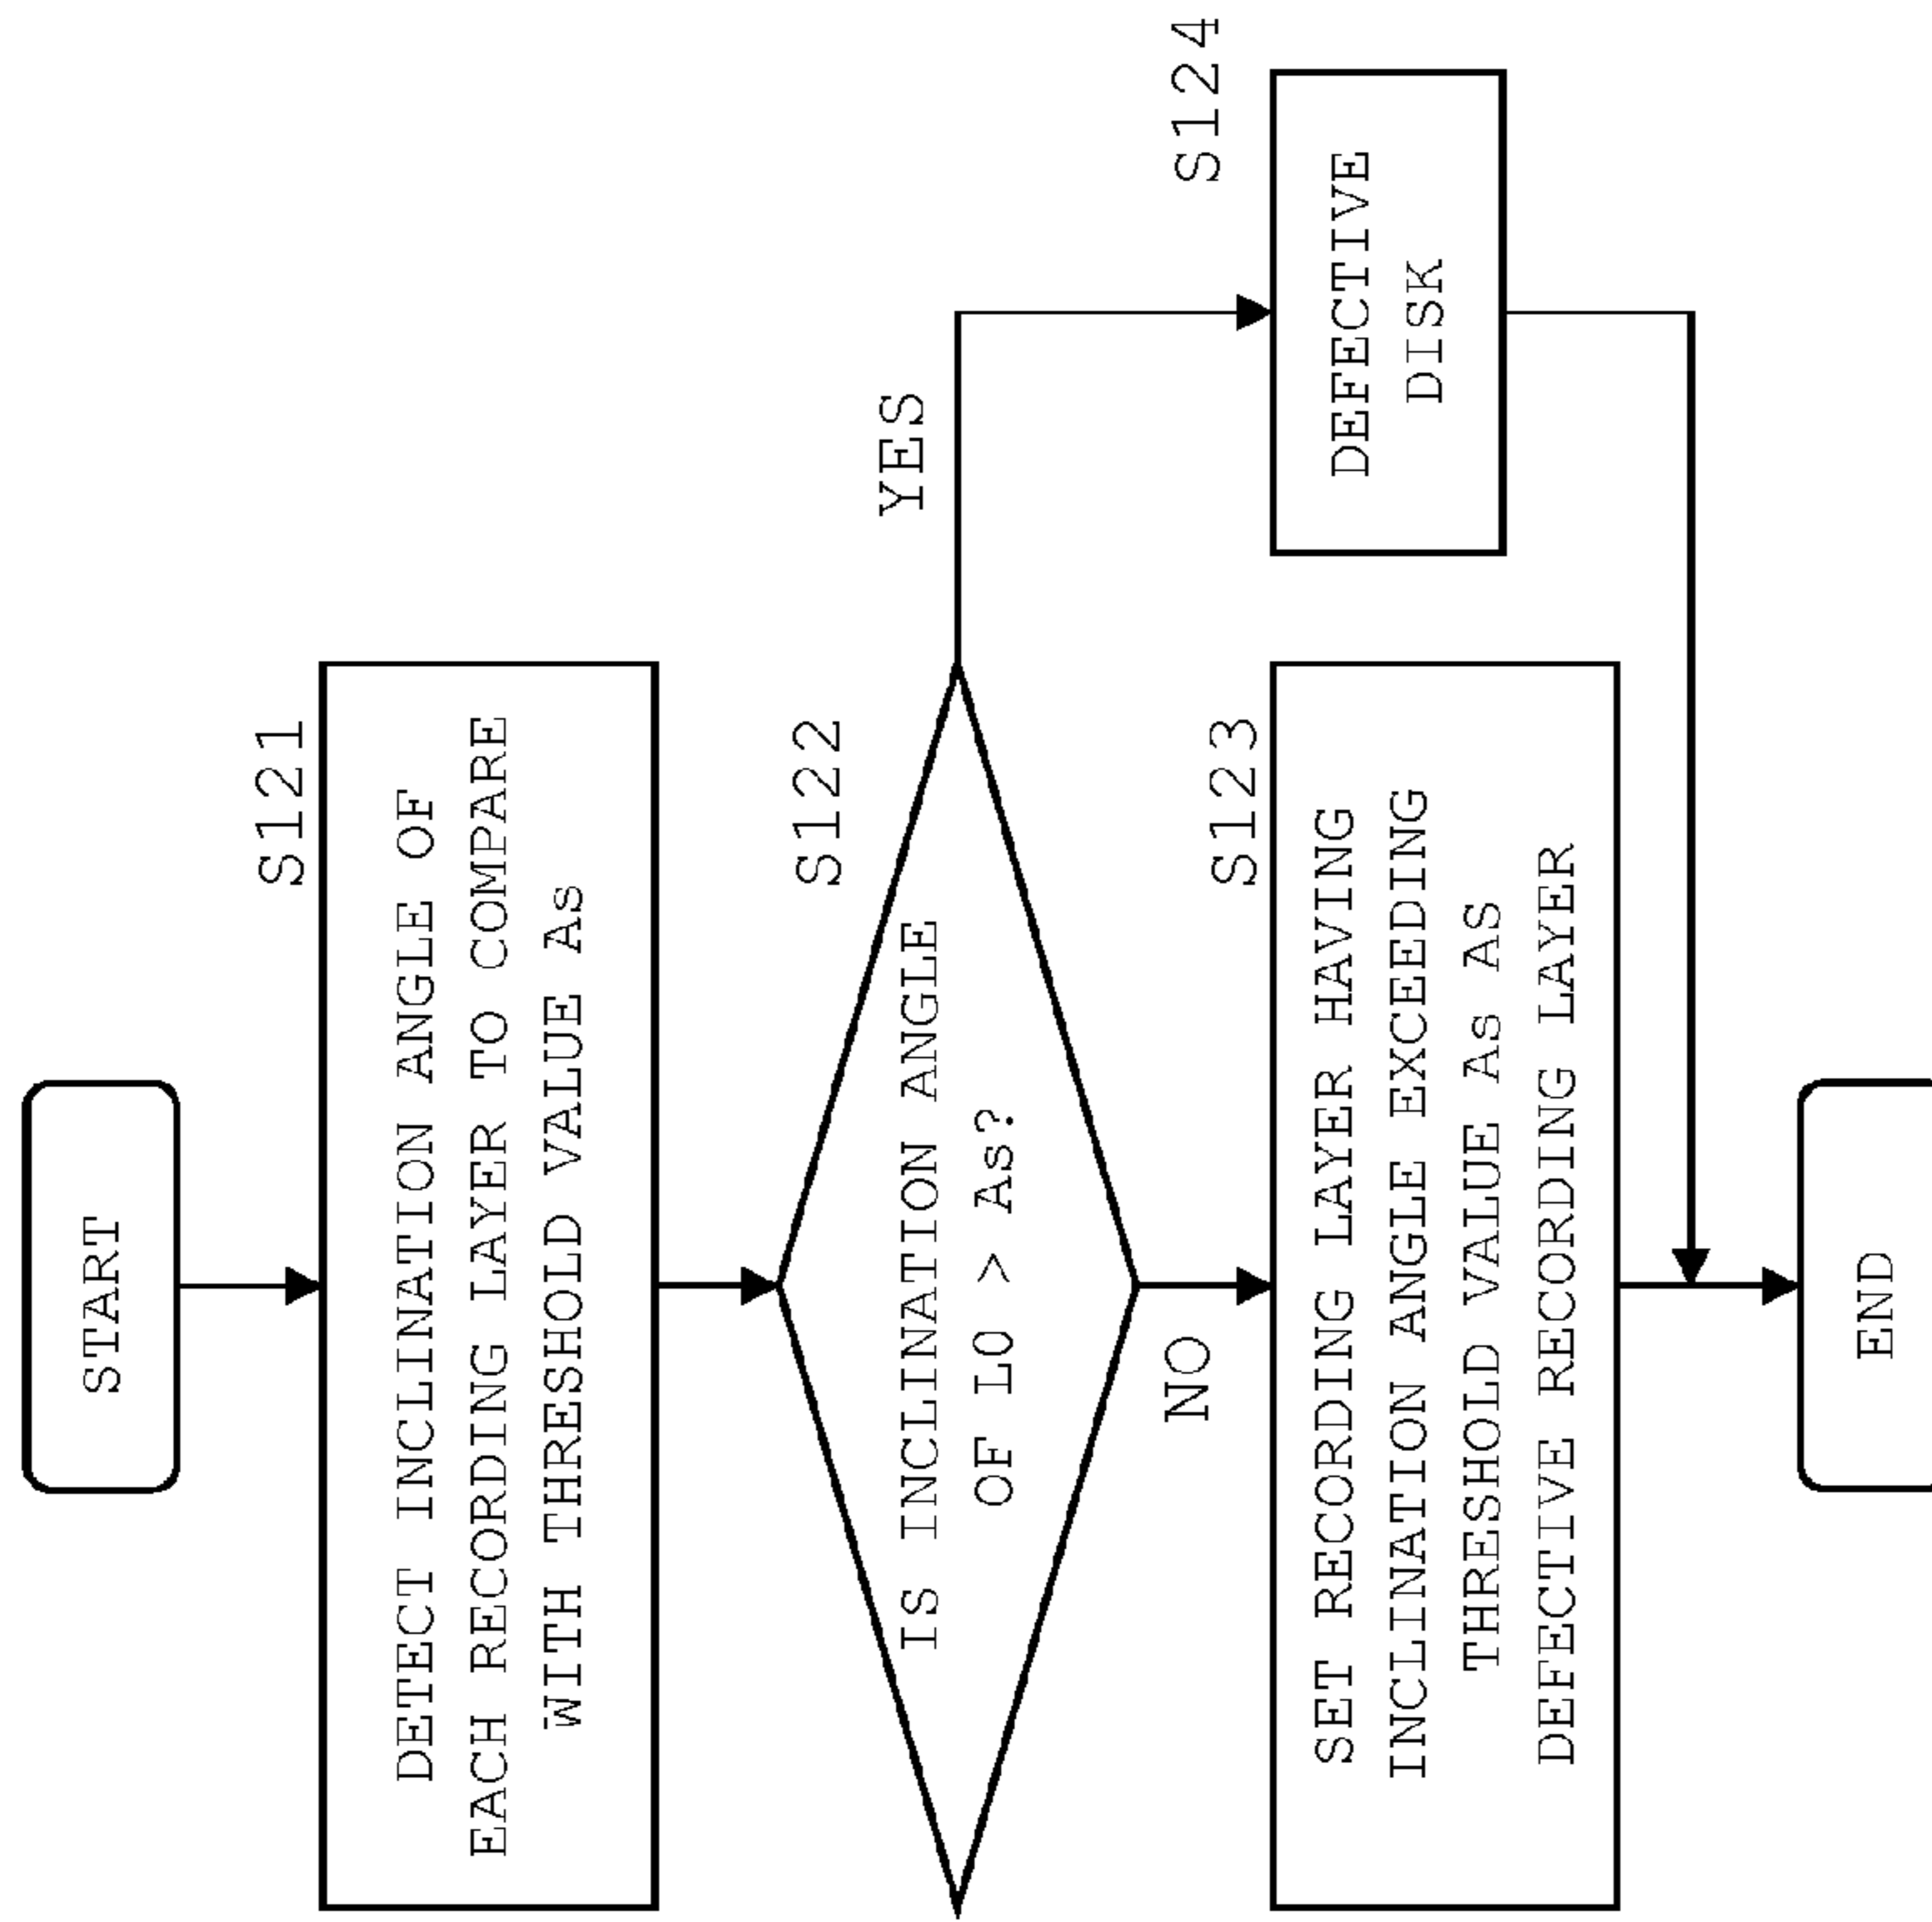 START
S121
DETECT INCLINATION ANGLE OF
EACH RECORDING LAYER TO COMPARE
WITH THRESHOLD VALUE As
S122
IS INCLINATION ANGLE
OF L0 > As?
YES
NO
S123
SET RECORDING LAYER HAVING
INCLINATION ANGLE EXCEEDING
THRESHOLD VALUE As AS
DEFECTIVE RECORDING LAYER
S124
DEFECTIVE
DISK
END